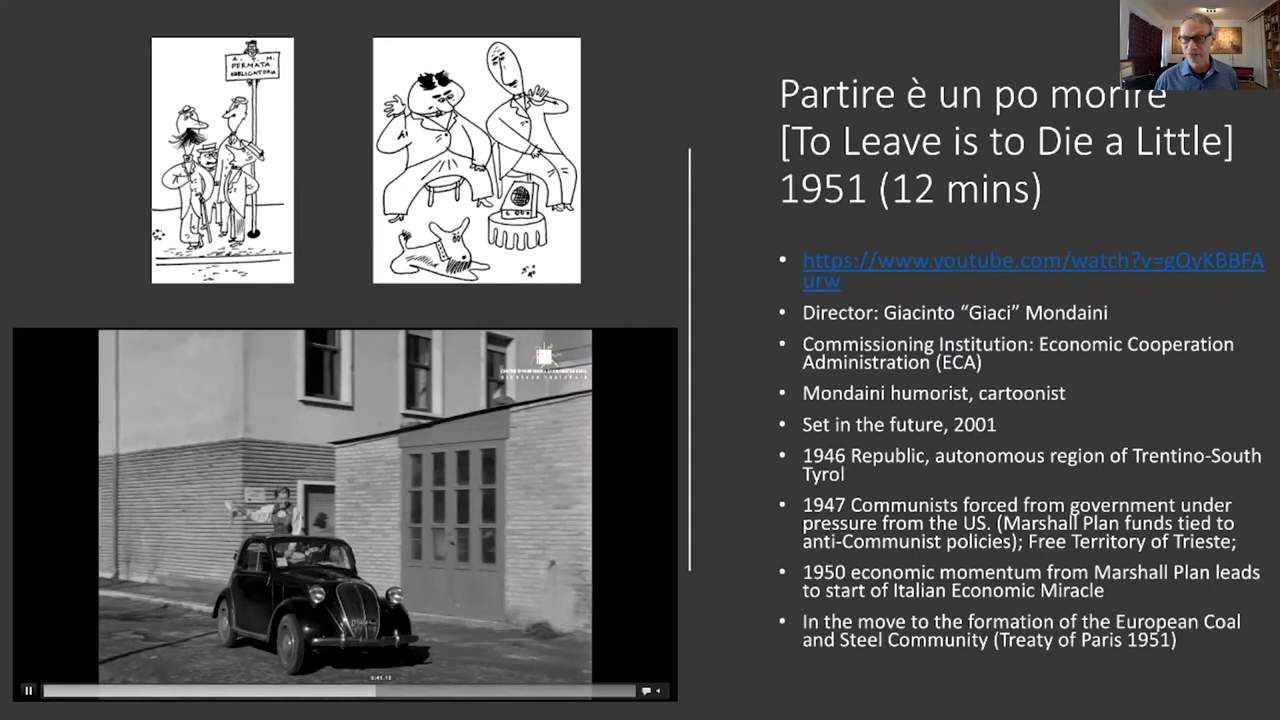 A. T. M.
FERMATA
OBBLIGATORIA
Partire è un po morire
[To Leave is to Die a Little]
1951 (12 mins)
• https://www.youtube.com/watch?v=gQyKBBFA
urw
• Director: Giacinto “Giaci” Mondaini
• Commissioning Institution: Economic Cooperation
Administration (ECA)
• Mondaini humorist, cartoonist
• Set in the future, 2001
• 1946 Republic, autonomous region of Trentino-South
Tyrol
• 1947 Communists forced from government under
pressure from the US. (Marshall Plan funds tied to
anti-Communist policies); Free Territory of Trieste;
• 1950 economic momentum from Marshall Plan leads
to start of Italian Economic Miracle
• In the move to the formation of the European Coal
and Steel Community (Treaty of Paris 1951)